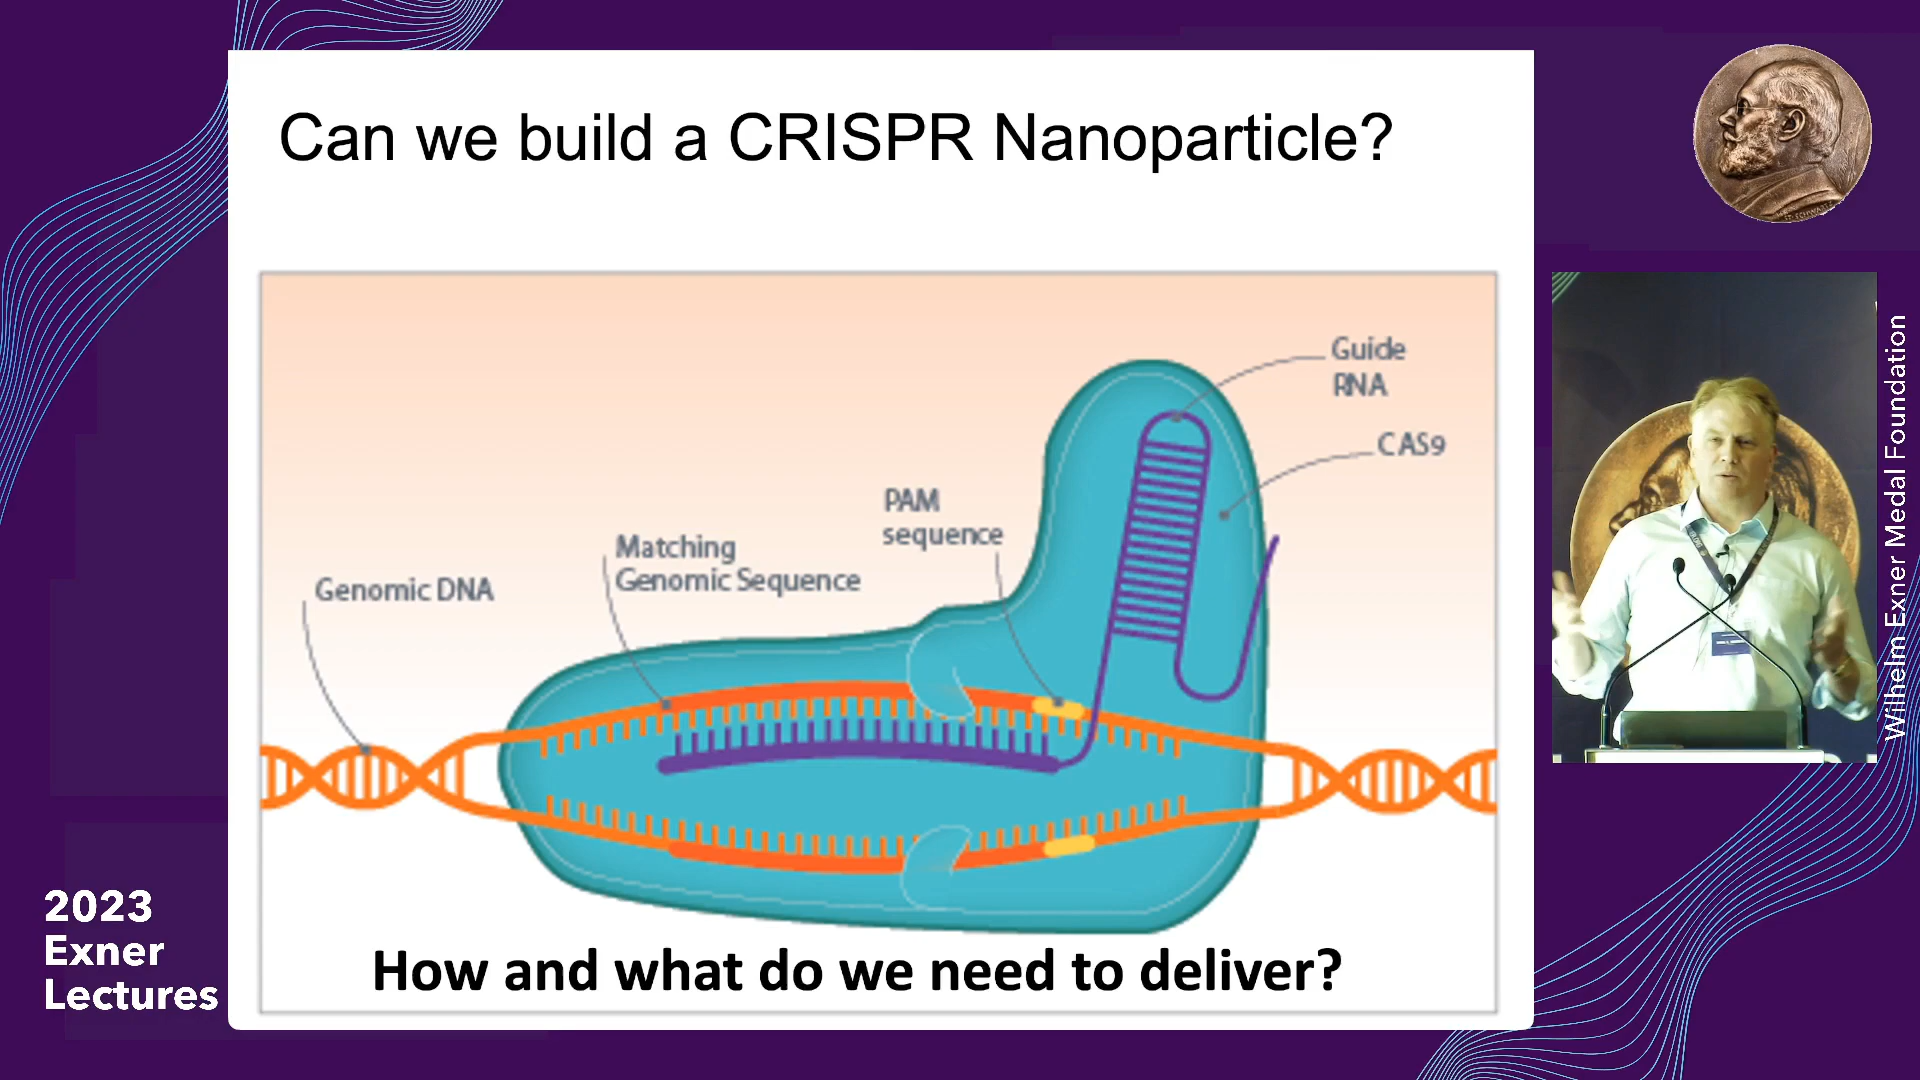 Can we build a CRISPR Nanoparticle?
Guide
RNA
CAS9
PAM
sequence
Matching
Genomic Sequence
Genomic DNA
How and what do we need to deliver?
2023
Exner
Lectures
Wilhelm Exner Medal Foundation